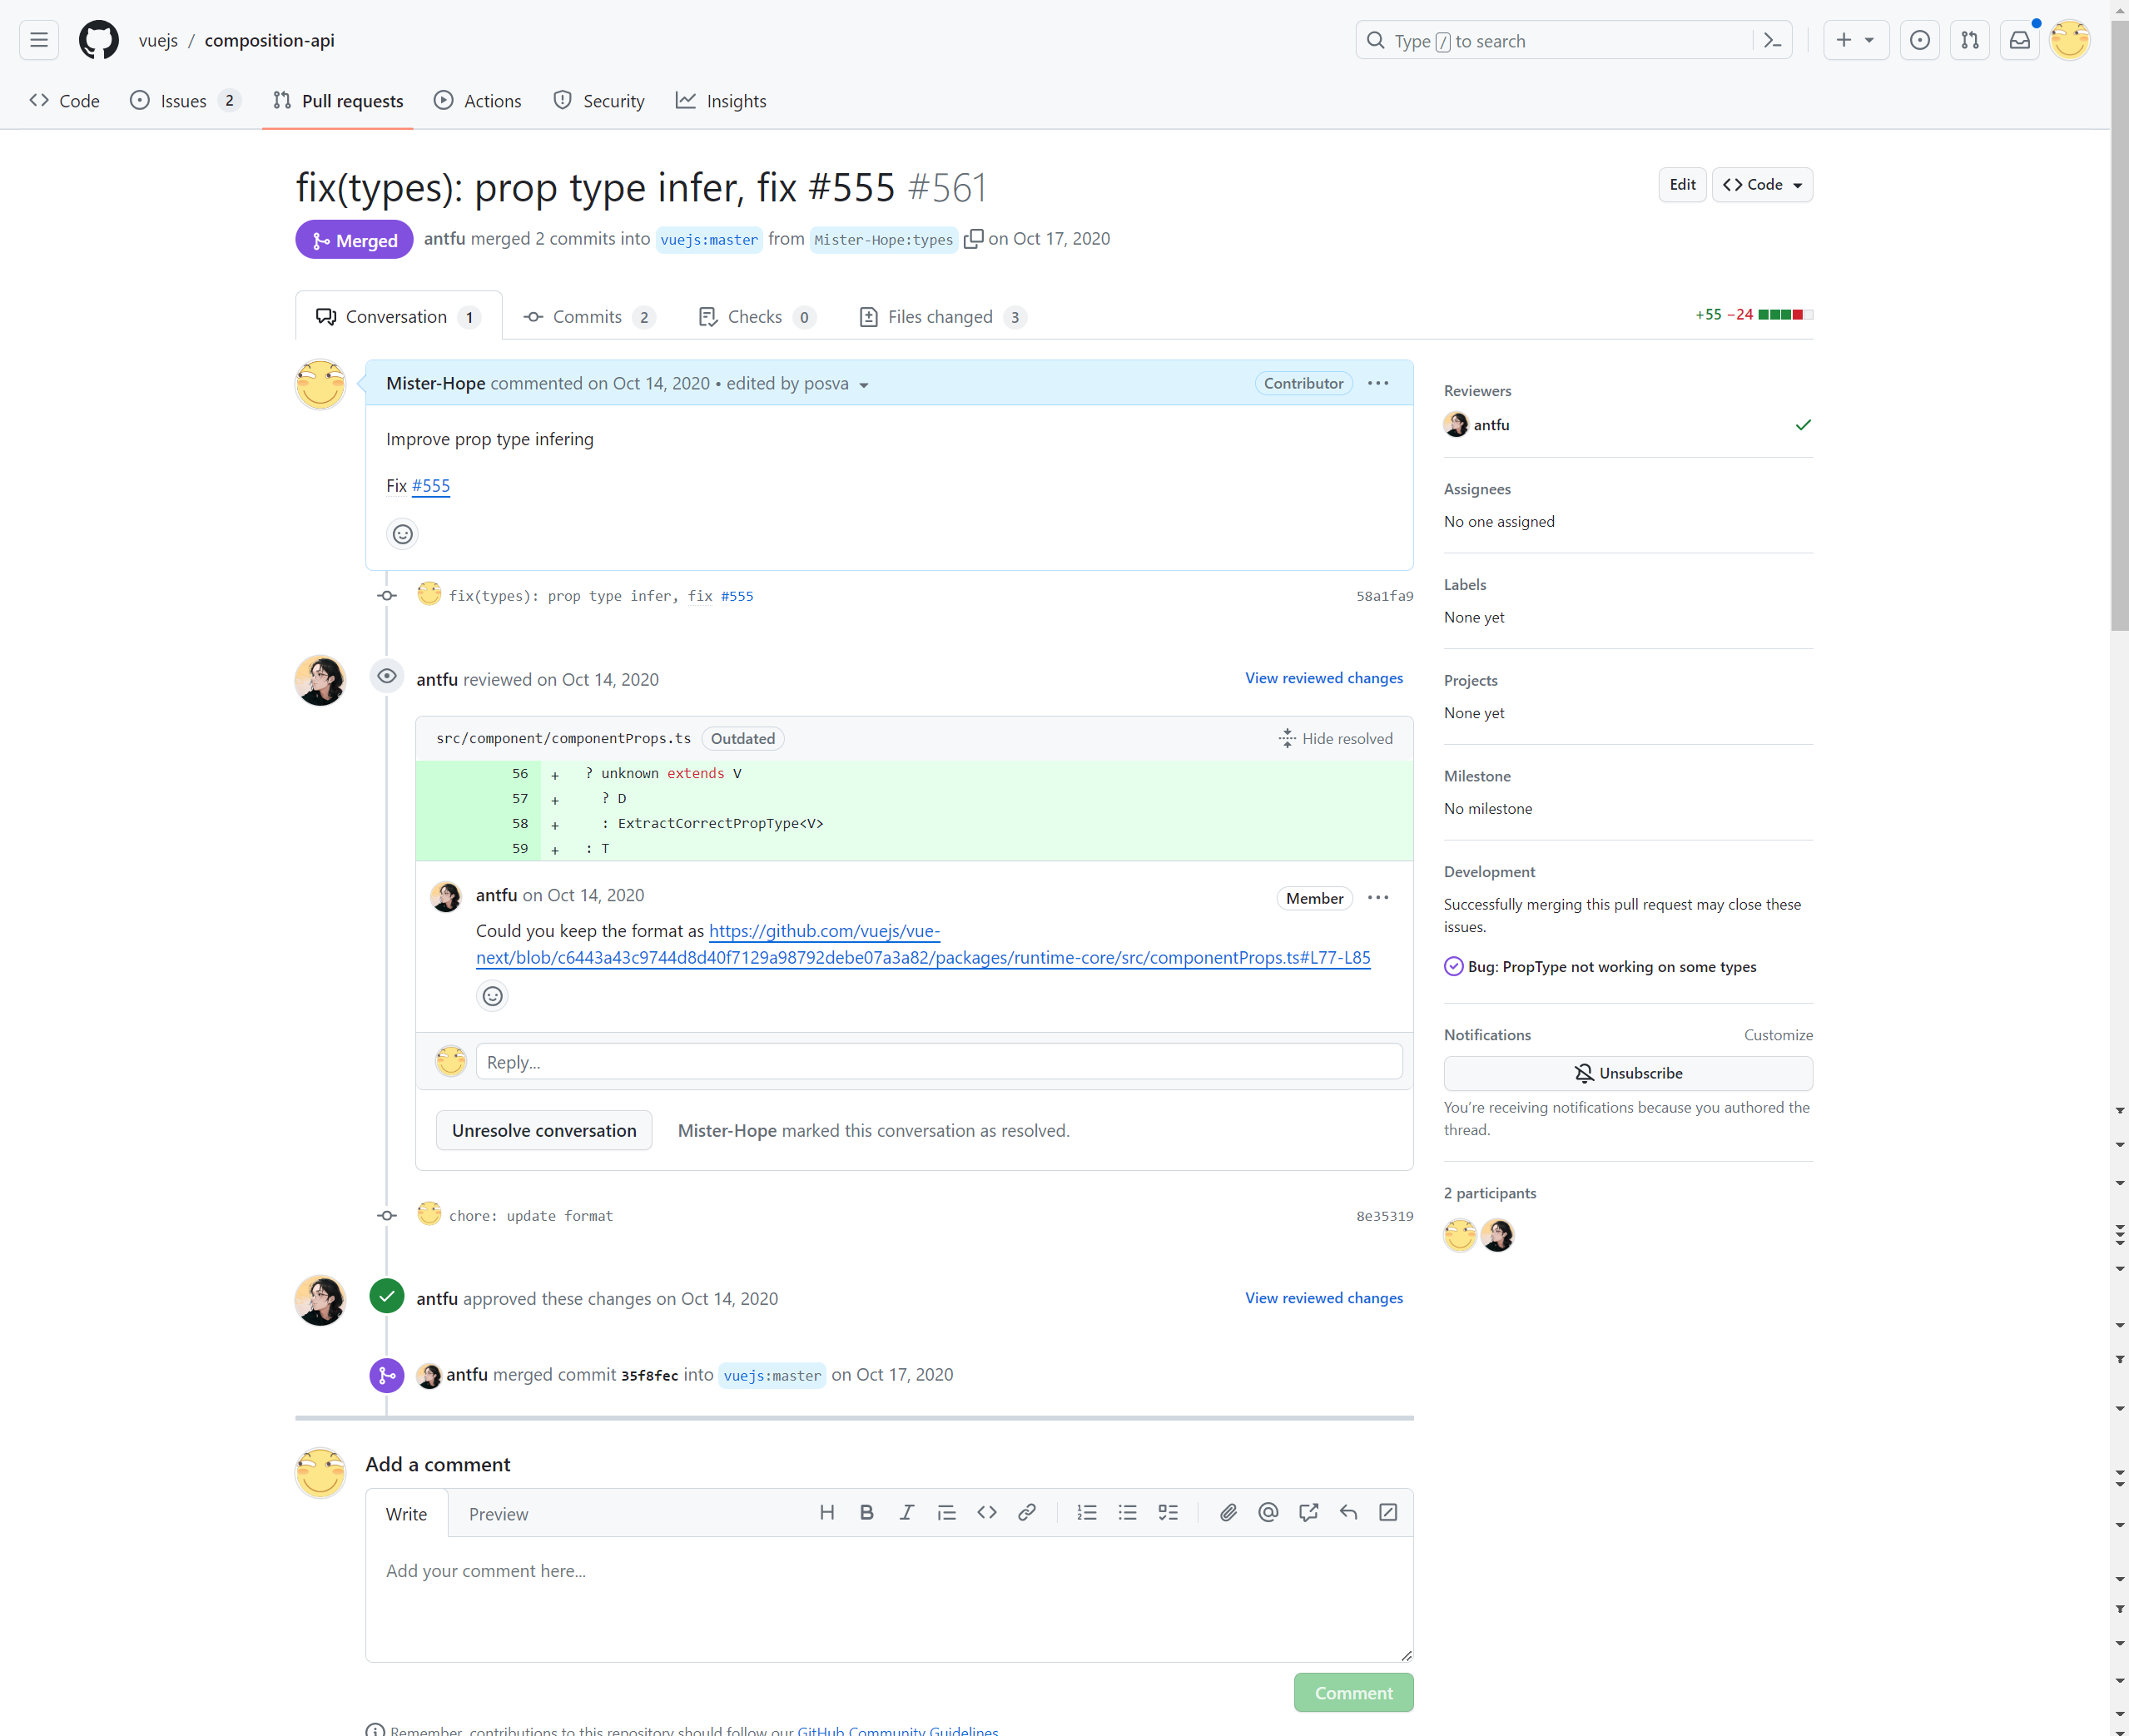 vuejs / composition-api
Type / to search
Code
Issues 2
Pull requests
Actions
Security
Insights
fix(types): prop type infer, fix #555 #561
Edit
Code
Merged
antfu merged 2 commits into vuejs:master from Mister-Hope:types on Oct 17, 2020
Conversation 1
Commits 2
Checks 0
Files changed 3
+55 −24
Mister-Hope commented on Oct 14, 2020 • edited by posva
Contributor
Improve prop type infering
Fix #555
fix(types): prop type infer, fix #555
58a1fa9
antfu reviewed on Oct 14, 2020
View reviewed changes
src/component/componentProps.ts
Outdated
Hide resolved
56 + ? unknown extends V
57 + ? D
58 + : ExtractCorrectPropType<V>
59 + : T
antfu on Oct 14, 2020
Member
Could you keep the format as https://github.com/vuejs/vue-
next/blob/c6443a43c9744d8d40f7129a98792debe07a3a82/packages/runtime-core/src/componentProps.ts#L77-L85
Reply...
Unresolve conversation
Mister-Hope marked this conversation as resolved.
chore: update format
8e35319
antfu approved these changes on Oct 14, 2020
View reviewed changes
antfu merged commit 35f8fec into vuejs:master on Oct 17, 2020
Add a comment
Write
Preview
Add your comment here...
Comment
Remember, contributions to this repository should follow our GitHub Community Guidelines
Reviewers
antfu
Assignees
No one assigned
Labels
None yet
Projects
None yet
Milestone
No milestone
Development
Successfully merging this pull request may close these
issues.
Bug: PropType not working on some types
Notifications
Customize
Unsubscribe
You're receiving notifications because you authored the
thread.
2 participants